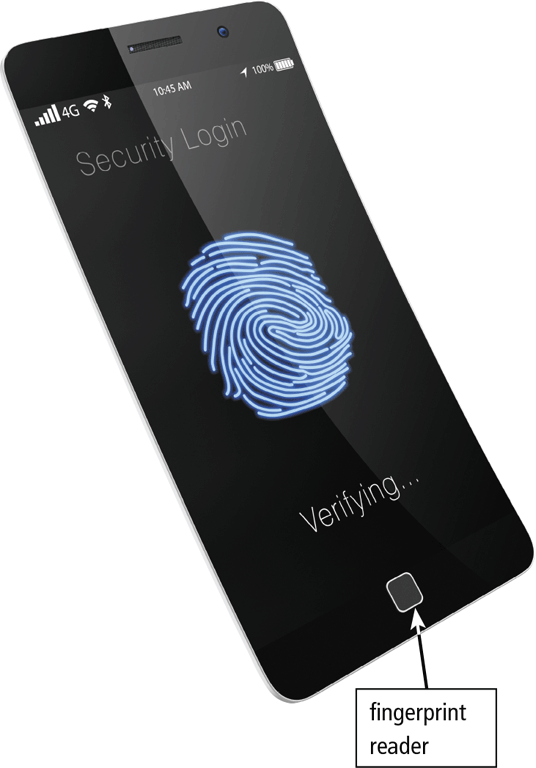 4G 10:45 AM 100%
Security Login
Verifying...
fingerprint
reader